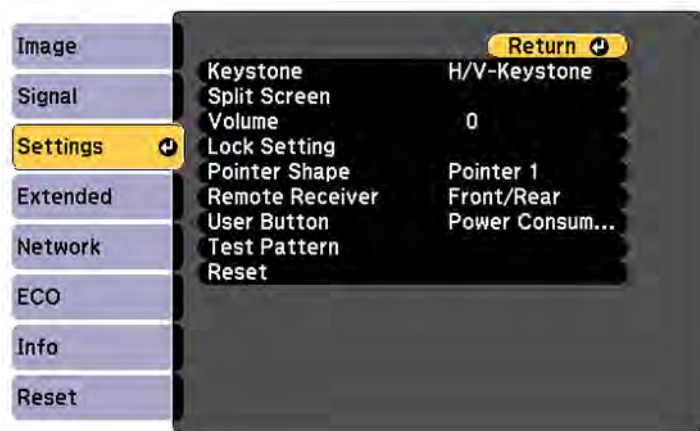 Image
Signal
Settings
Extended
Network
ECO
Info
Reset
Return
Keystone H/V-Keystone
Split Screen
Volume 0
Lock Setting
Pointer Shape Pointer 1
Remote Receiver Front/Rear
User Button Power Consum...
Test Pattern
Reset